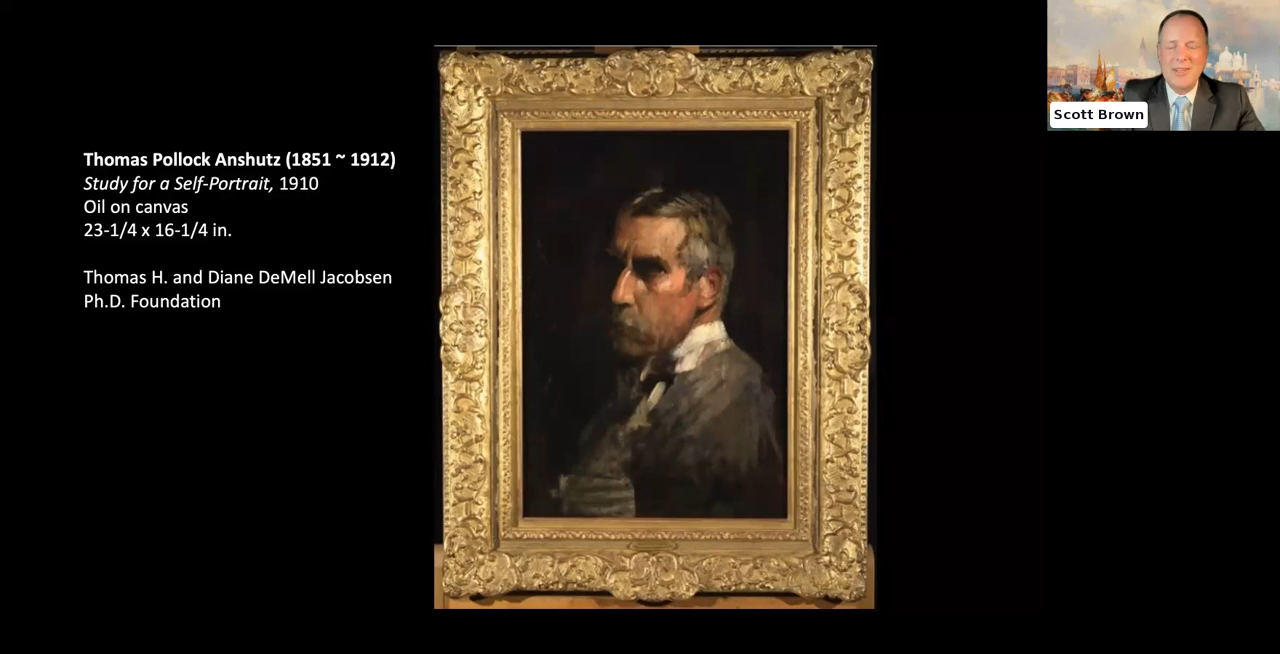 Thomas Pollock Anshutz (1851 ~ 1912)
Study for a Self-Portrait, 1910
Oil on canvas
23-1/4 x 16-1/4 in.
Thomas H. and Diane DeMell Jacobsen
Ph.D. Foundation
Scott Brown